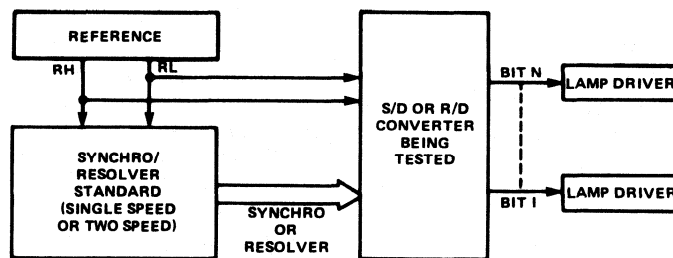 REFERENCE
RH
RL
SYNCHRO/
RESOLVER
STANDARD
(SINGLE SPEED
OR TWO SPEED)
SYNCHRO
OR
RESOLVER
S/D OR R/D
CONVERTER
BEING
TESTED
BIT N
LAMP DRIVER
BIT I
LAMP DRIVER